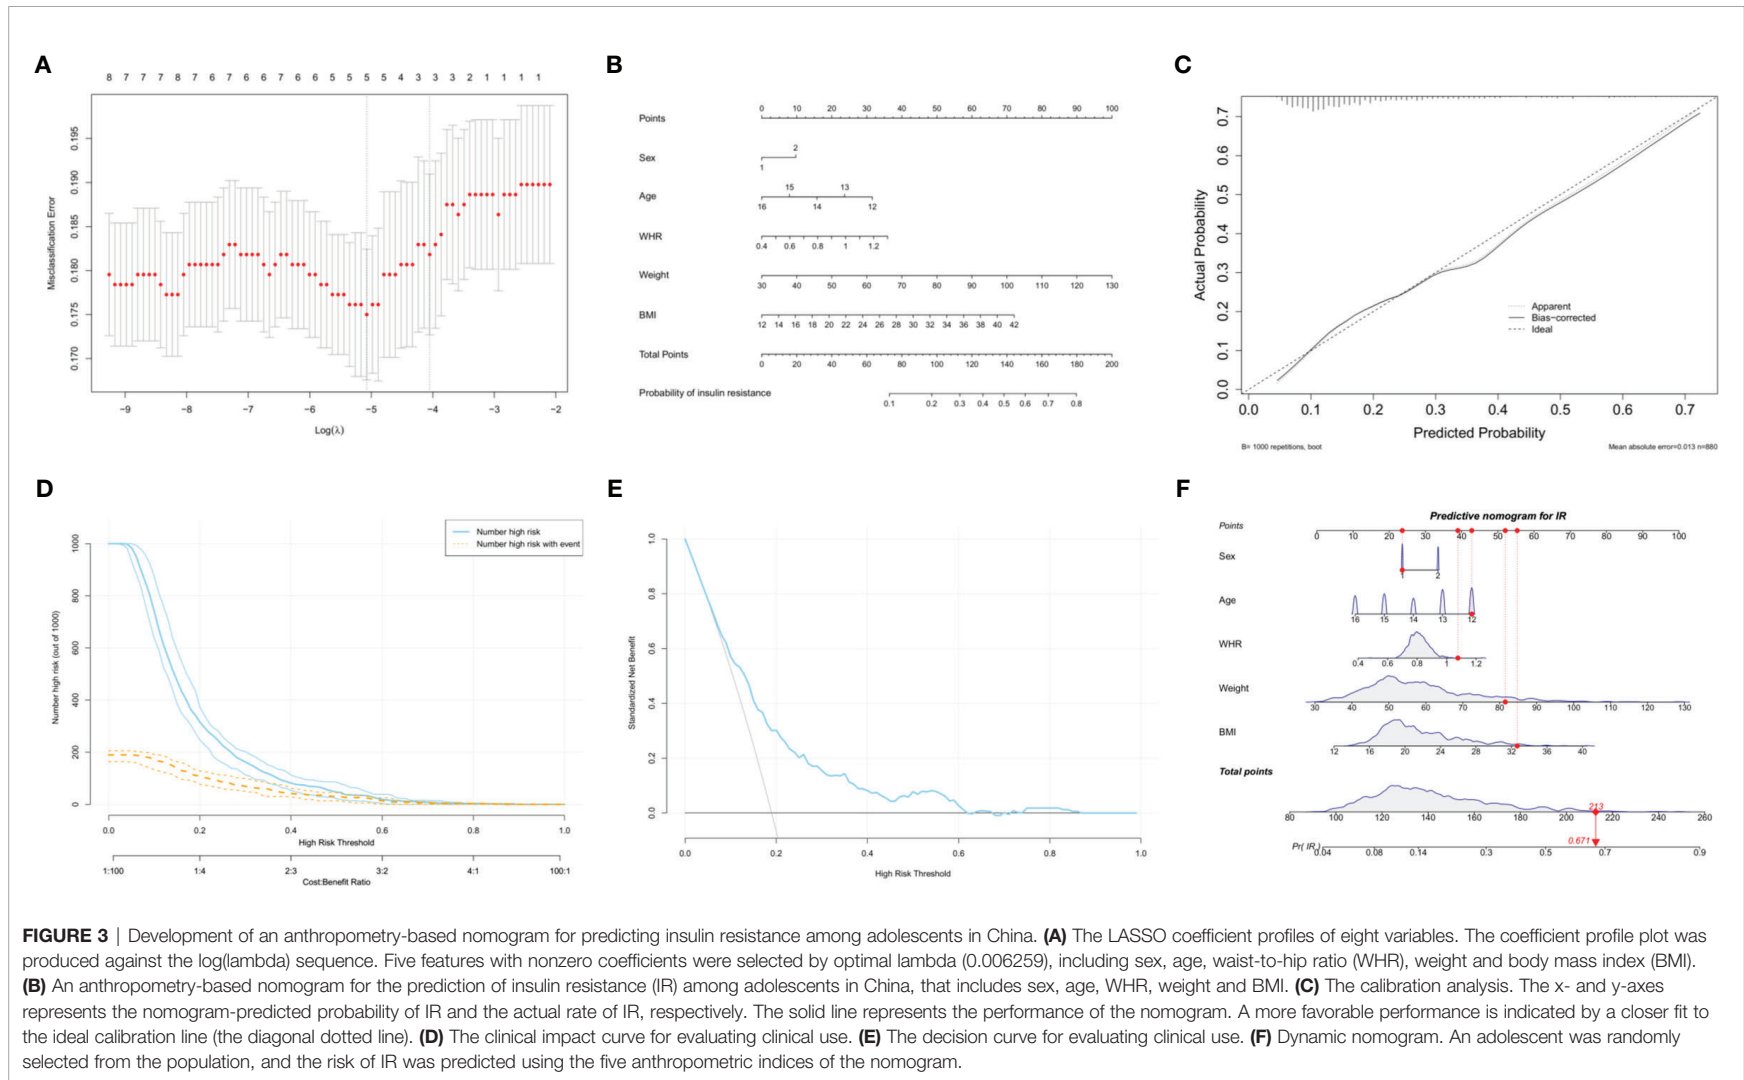 A
8 7 7 7 8 7 6 7 6 6 7 6 6 5 5 5 5 4 3 3 3 2 1 1 1 1
Misclassification Error
0.195
0.190
0.185
0.180
0.175
0.170
−9 −8 −7 −6 −5 −4 −3 −2
Log(λ)
B
0 10 20 30 40 50 60 70 80 90 100
Points
2
Sex
1
15 13
Age
16 14 12
WHR
0.4 0.6 0.8 1 1.2
Weight
30 40 50 60 70 80 90 100 110 120 130
BMI
12 14 16 18 20 22 24 26 28 30 32 34 36 38 40 42
Total Points
0 20 40 60 80 100 120 140 160 180 200
Probability of insulin resistance
0.1 0.2 0.3 0.4 0.5 0.6 0.7 0.8
C
Actual Probability
0.7
0.6
0.5
0.4
0.3
0.2
0.1
0.0
Apparent
Bias−corrected
Ideal
0.0 0.1 0.2 0.3 0.4 0.5 0.6 0.7
Predicted Probability
B= 1000 repetitions, boot
Mean absolute error=0.013 n=880
D
Number high risk
Number high risk with event
Number high risk (out of 1000)
1000
800
600
400
200
0
0.0 0.2 0.4 0.6 0.8 1.0
High Risk Threshold
1:100 1:4 2:3 3:2 4:1 100:1
Cost:Benefit Ratio
E
Standardized Net Benefit
1.0
0.8
0.6
0.4
0.2
0.0
0.0 0.2 0.4 0.6 0.8 1.0
High Risk Threshold
F
Predictive nomogram for IR
Points
0 10 20 30 40 50 60 70 80 90 100
Sex
1 2
Age
16 15 14 13 12
WHR
0.4 0.6 0.8 1 1.2
Weight
30 40 50 60 70 80 90 100 110 120 130
BMI
12 16 20 24 28 32 36 40
Total points
213
80 100 120 140 160 180 200 220 240 260
0.671
Pr( IR )
0.04 0.08 0.14 0.3 0.5 0.7 0.9
FIGURE 3 | Development of an anthropometry-based nomogram for predicting insulin resistance among adolescents in China. (A) The LASSO coefficient profiles of eight variables. The coefficient profile plot was
produced against the log(lambda) sequence. Five features with nonzero coefficients were selected by optimal lambda (0.006259), including sex, age, waist-to-hip ratio (WHR), weight and body mass index (BMI).
(B) An anthropometry-based nomogram for the prediction of insulin resistance (IR) among adolescents in China, that includes sex, age, WHR, weight and BMI. (C) The calibration analysis. The x- and y-axes
represents the nomogram-predicted probability of IR and the actual rate of IR, respectively. The solid line represents the performance of the nomogram. A more favorable performance is indicated by a closer fit to
the ideal calibration line (the diagonal dotted line). (D) The clinical impact curve for evaluating clinical use. (E) The decision curve for evaluating clinical use. (F) Dynamic nomogram. An adolescent was randomly
selected from the population, and the risk of IR was predicted using the five anthropometric indices of the nomogram.